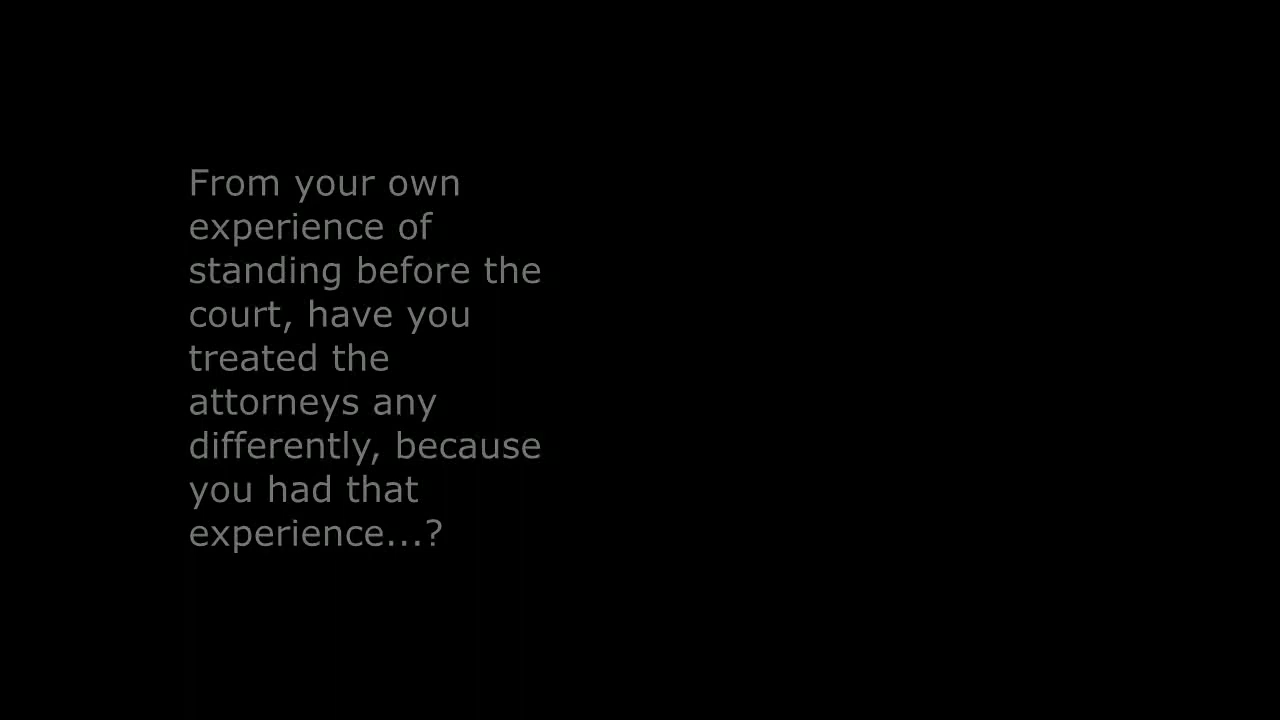 From your own
experience of
standing before the
court, have you
treated the
attorneys any
differently, because
you had that
experience...?